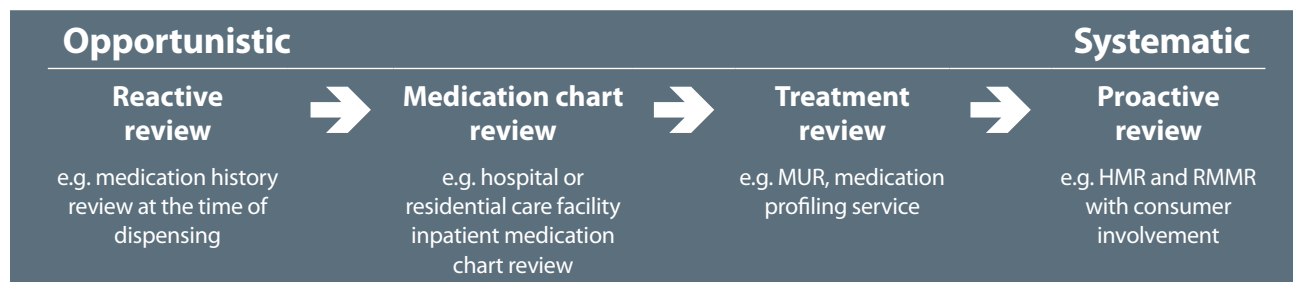 Opportunistic
Systematic
Reactive
review
e.g. medication history
review at the time of
dispensing
Medication chart
review
e.g. hospital or
residential care facility
inpatient medication
chart review
Treatment
review
e.g. MUR, medication
profiling service
Proactive
review
e.g. HMR and RMMR
with consumer
involvement